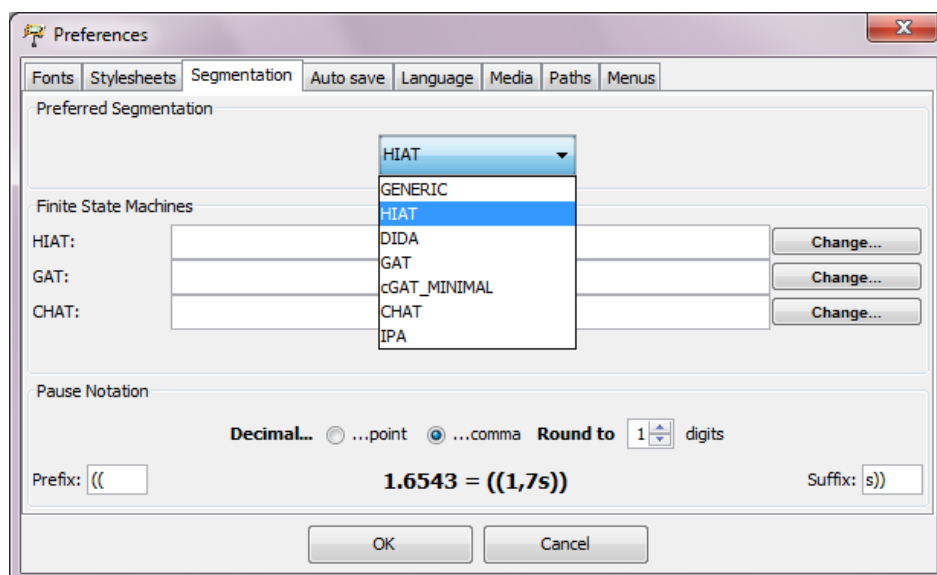 Preferences
Fonts Stylesheets Segmentation Auto save Language Media Paths Menus
Preferred Segmentation
HIAT
GENERIC
HIAT
DIDA
GAT
cGAT_MINIMAL
CHAT
IPA
Finite State Machines
HIAT: Change...
GAT: Change...
CHAT: Change...
Pause Notation
Decimal... ...point ...comma Round to 1 digits
Prefix: (( 1.6543 = ((1,7s)) Suffix: s))
OK Cancel